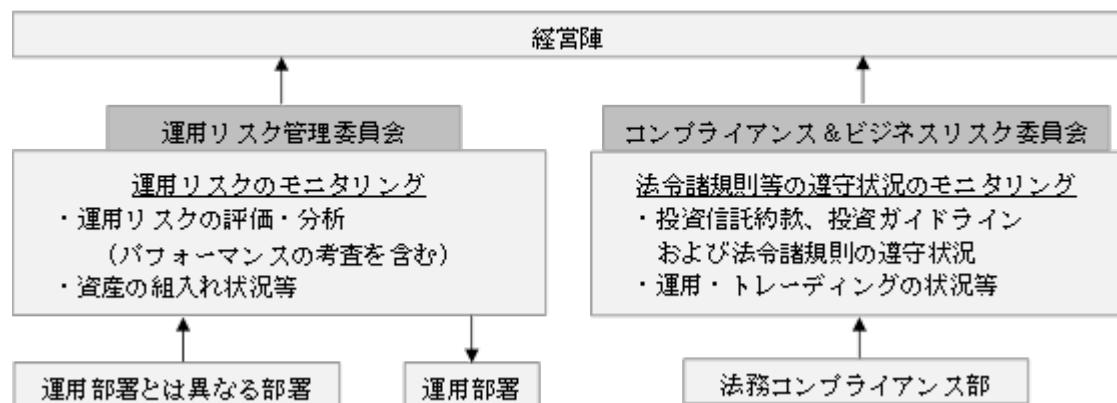 経営陣
運用リスク管理委員会
運用リスクのモニタリング
・運用リスクの評価・分析
（パフォーマンスの考査を含む）
・資産の組入れ状況等
運用部署とは異なる部署
運用部署
コンプライアンス＆ビジネスリスク委員会
法令諸規則等の遵守状況のモニタリング
・投資信託約款、投資ガイドライン
および法令諸規則の遵守状況
・運用・トレーディングの状況等
法務コンプライアンス部